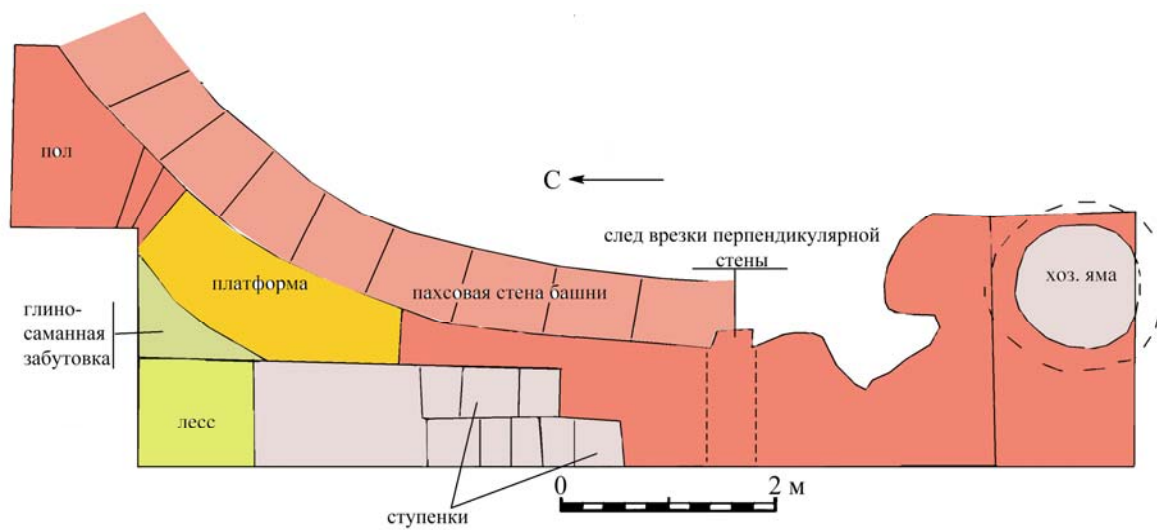 пол
С
след врезки перпендикулярной
стены
хоз. яма
платформа
пахсовая стена башни
глино-
саманная
забутовка
лесс
0
2 м
ступенки